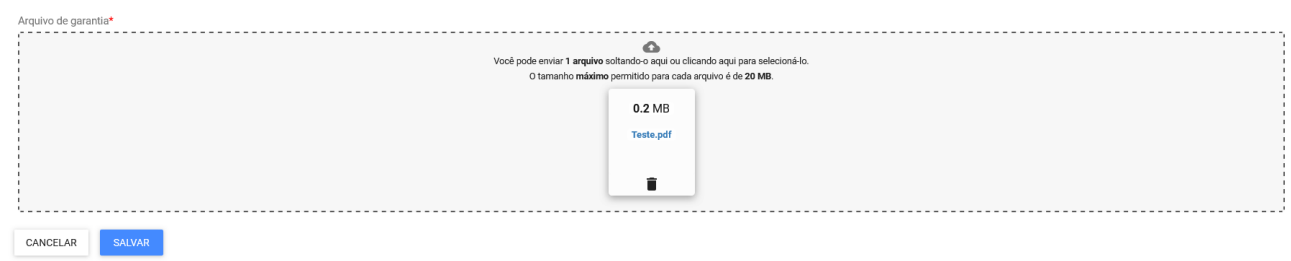 Arquivo de garantia*
Você pode enviar 1 arquivo soltando-o aqui ou clicando aqui para selecioná-lo.
O tamanho máximo permitido para cada arquivo é de 20 MB.
0.2 MB
Teste.pdf
CANCELAR SALVAR